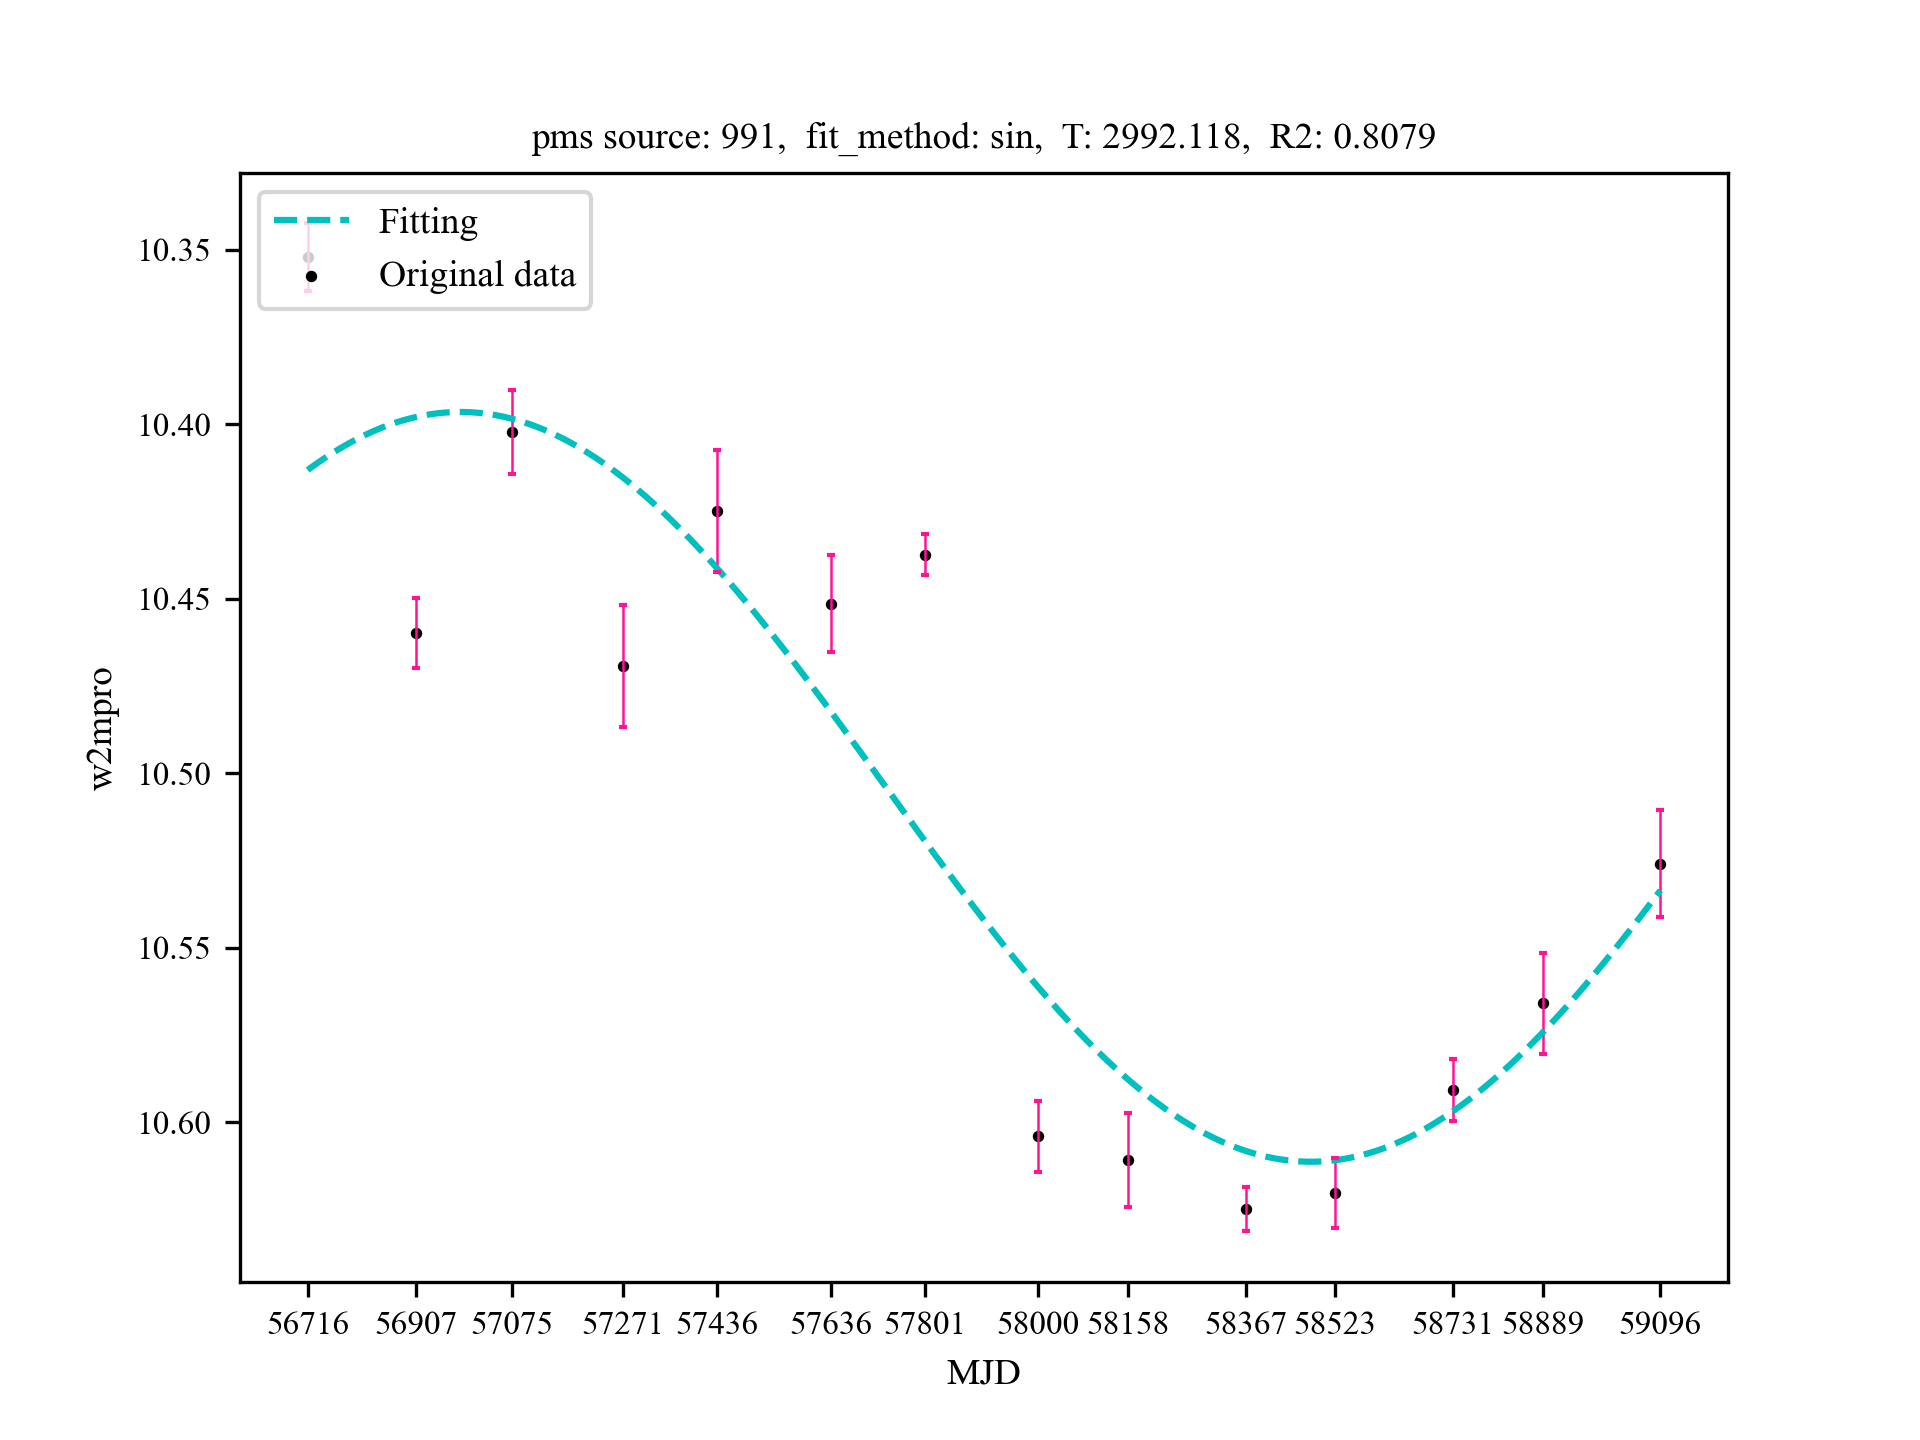 pms source: 991,  fit_method: sin,  T: 2992.118,  R2: 0.8079
Fitting
Original data
10.35
10.40
10.45
10.50
10.55
10.60
w2mpro
56716 56907 57075 57271 57436 57636 57801 58000 58158 58367 58523 58731 58889 59096
MJD